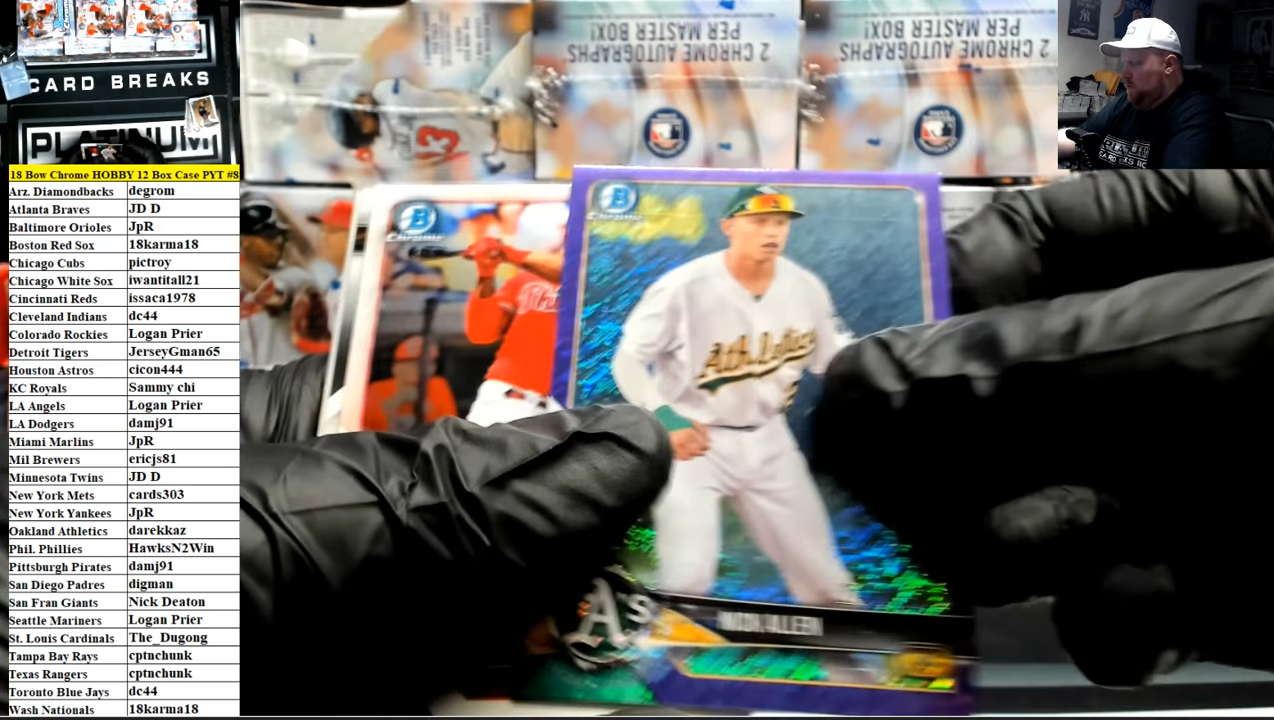 CARD BREAKS
PLATINUM
18 Bow Chrome HOBBY 12 Box Case PYT #8
Arz. Diamondbacks degrom
Atlanta Braves JD D
Baltimore Orioles JpR
Boston Red Sox 18karma18
Chicago Cubs pictroy
Chicago White Sox iwantitall21
Cincinnati Reds issaca1978
Cleveland Indians dc44
Colorado Rockies Logan Prier
Detroit Tigers JerseyGman65
Houston Astros cicon444
KC Royals Sammy chi
LA Angels Logan Prier
LA Dodgers damj91
Miami Marlins JpR
Mil Brewers ericjs81
Minnesota Twins JD D
New York Mets cards303
New York Yankees JpR
Oakland Athletics darekkaz
Phil. Phillies HawksN2Win
Pittsburgh Pirates damj91
San Diego Padres digman
San Fran Giants Nick Deaton
Seattle Mariners Logan Prier
St. Louis Cardinals The_Dugong
Tampa Bay Rays cptnchunk
Texas Rangers cptnchunk
Toronto Blue Jays dc44
Wash Nationals 18karma18
2 CHROME AUTOGRAPHS
PER MASTER BOX!
2 CHROME AUTOGRAPHS
PER MASTER BOX!
13
B
Chrome
B
Chrome
Athletics
A's
NICK ALLEN